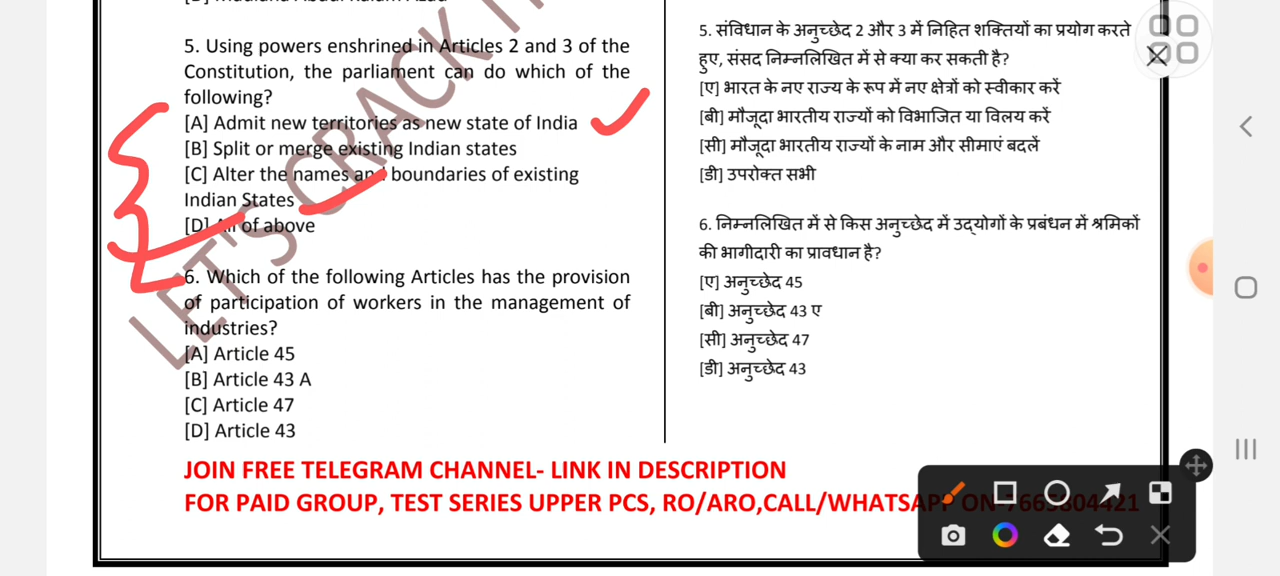 5. Using powers enshrined in Articles 2 and 3 of the
Constitution, the parliament can do which of the
following?
[A] Admit new territories as new state of India
[B] Split or merge existing Indian states
[C] Alter the names and boundaries of existing
Indian States
[D] All of above
6. Which of the following Articles has the provision
of participation of workers in the management of
industries?
[A] Article 45
[B] Article 43 A
[C] Article 47
[D] Article 43
5. संविधान के अनुच्छेद 2 और 3 में निहित शक्तियों का प्रयोग करते
हुए, संसद निम्नलिखित में से क्या कर सकती है?
[ए] भारत के नए राज्य के रूप में नए क्षेत्रों को स्वीकार करें
[बी] मौजूदा भारतीय राज्यों को विभाजित या विलय करें
[सी] मौजूदा भारतीय राज्यों के नाम और सीमाएं बदलें
[डी] उपरोक्त सभी
6. निम्नलिखित में से किस अनुच्छेद में उद्योगों के प्रबंधन में श्रमिकों
की भागीदारी का प्रावधान है?
[ए] अनुच्छेद 45
[बी] अनुच्छेद 43 ए
[सी] अनुच्छेद 47
[डी] अनुच्छेद 43
LET'S CRACK
JOIN FREE TELEGRAM CHANNEL- LINK IN DESCRIPTION
FOR PAID GROUP, TEST SERIES UPPER PCS, RO/ARO,CALL/WHATSAPP ON-7665804421